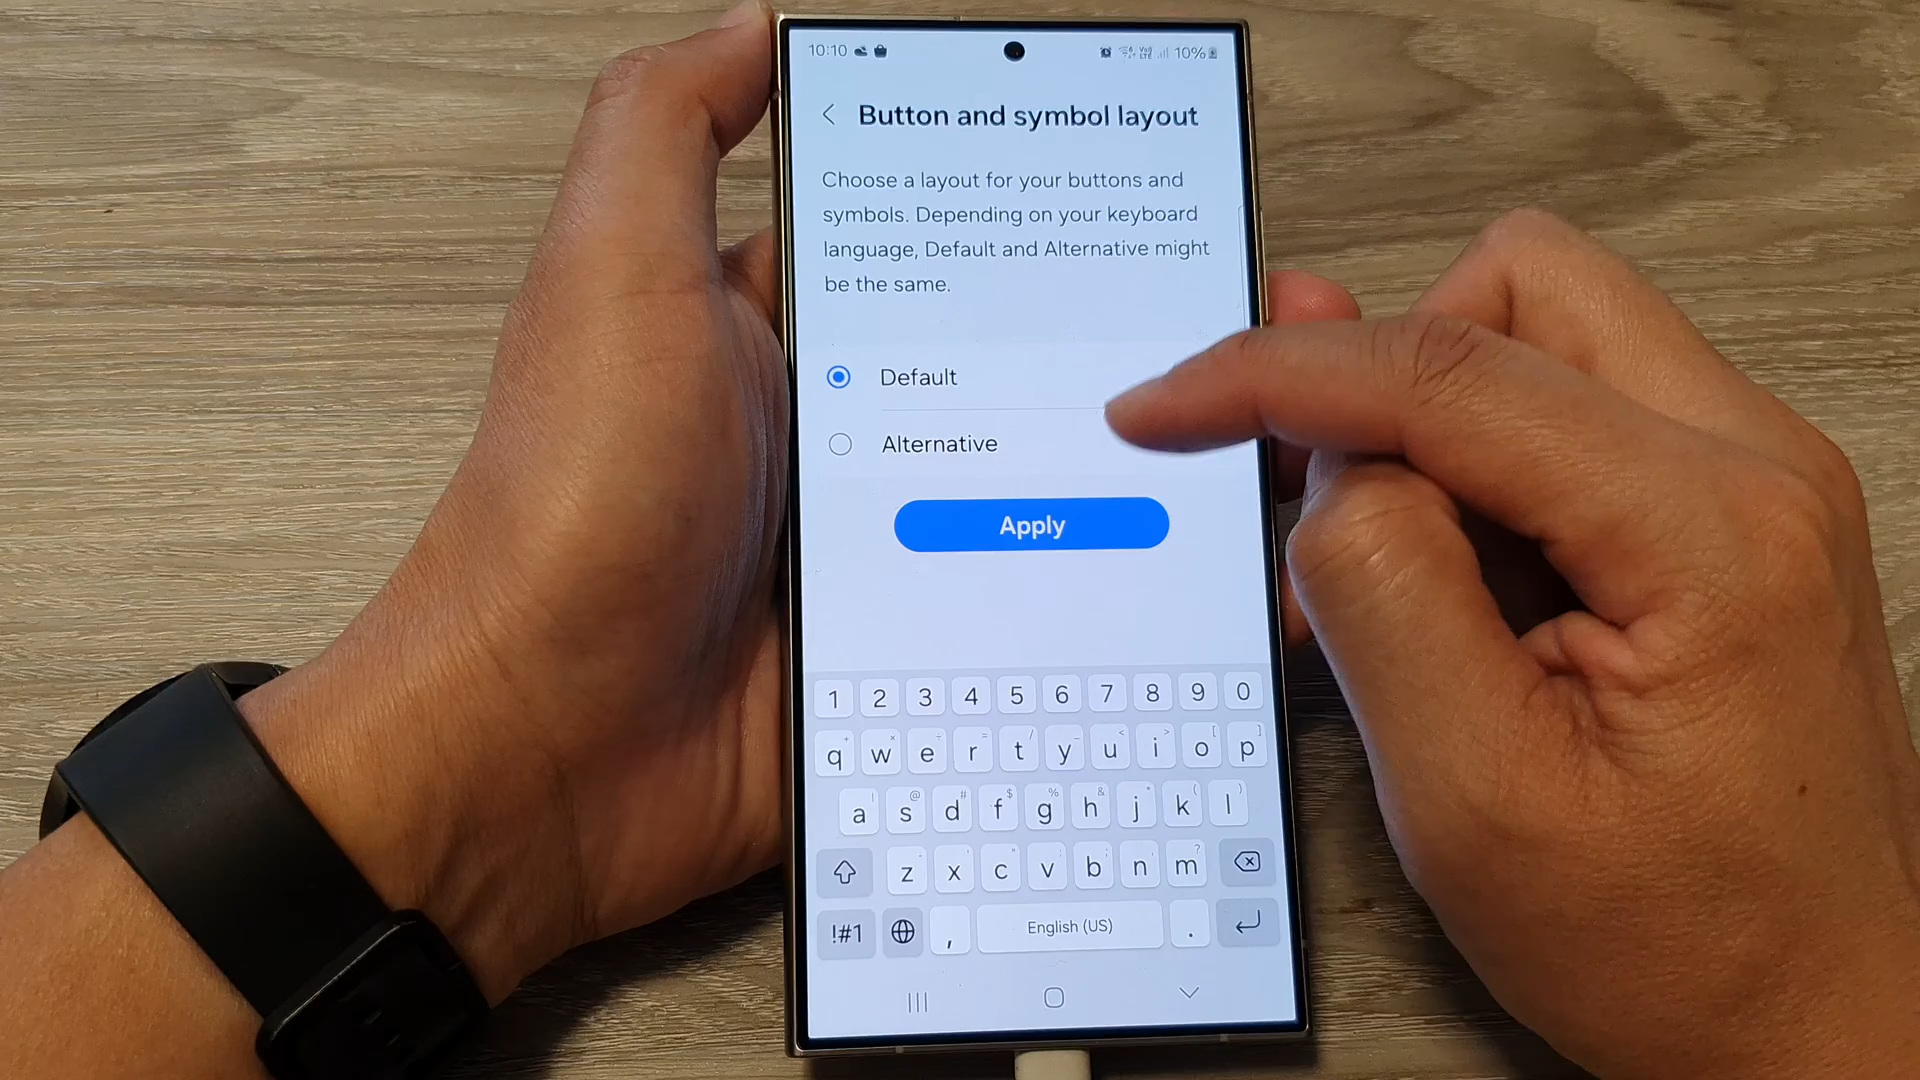 10:10 10%
Button and symbol layout
Choose a layout for your buttons and
symbols. Depending on your keyboard
language, Default and Alternative might
be the same.
Default
Alternative
Apply
1 2 3 4 5 6 7 8 9 0
q w e r t y u i o p
a s d f g h j k l
z x c v b n m
!#1 , English (US) .